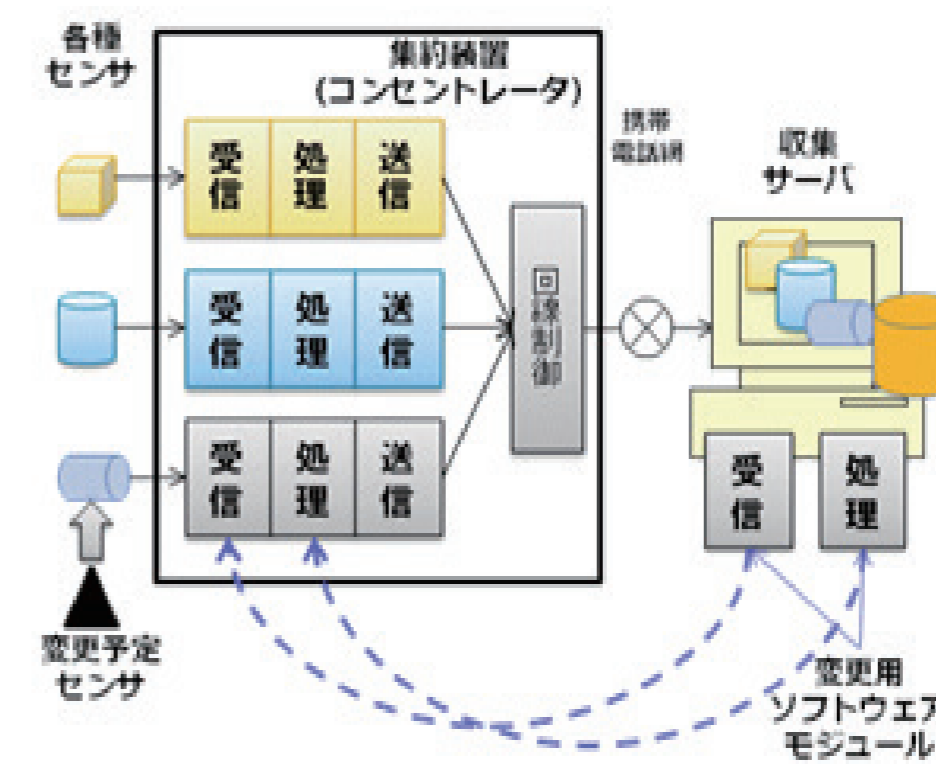 各種
センサ
集約装置
(コンセントレータ)
携帯
電話網
収集
サーバ
受信
処理
送信
受信
処理
送信
受信
処理
送信
回線制御
受信
処理
変更予定
センサ
変更用
ソフトウェア
モジュール